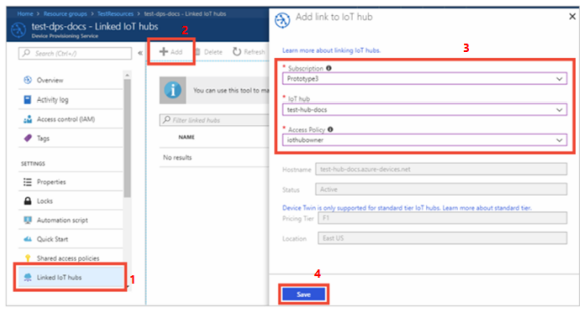 Home > Resource groups > TestResources > test-dps-docs - Linked IoT hubs
test-dps-docs - Linked IoT
hubs
Device Provisioning Service
Search (Ctrl+/)
Overview
Activity log
Access control (IAM)
Tags
SETTINGS
Properties
Locks
Automation script
Quick Start
Shared access policies
Linked IoT hubs
1
2
Add
Delete
Refresh
You can use this tool to ma
Filter linked hubs
NAME
No results
Add link to IoT hub
Learn more about linking IoT hubs.
3
* Subscription
Prototype3
* IoT hub
test-hub-docs
* Access Policy
iothubowner
Hostname
test-hub-docs.azure-devices.net
Status
Active
Device Twin is only supported for standard tier IoT hubs. Learn more about standard tier.
Pricing Tier
F1
Location
East US
4
Save